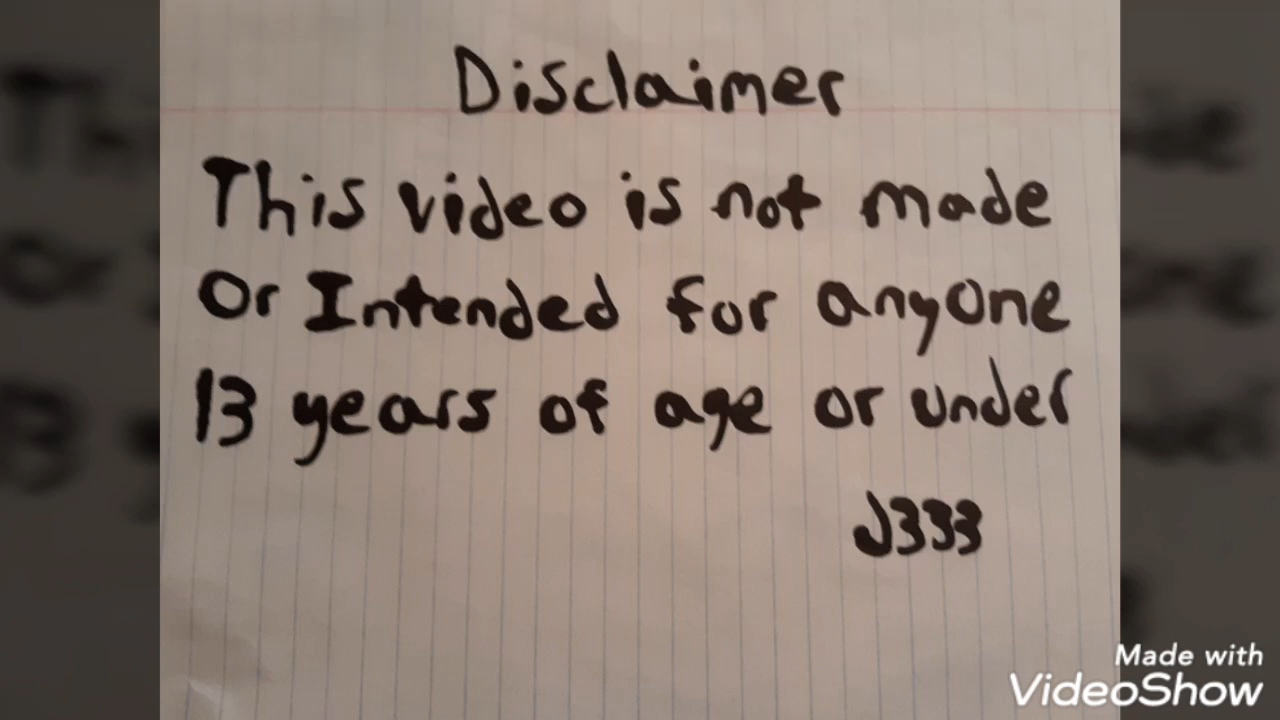 Disclaimer
This video is not made
Or Intended for anyone
13 years of age or under
J333
Made with
VideoShow